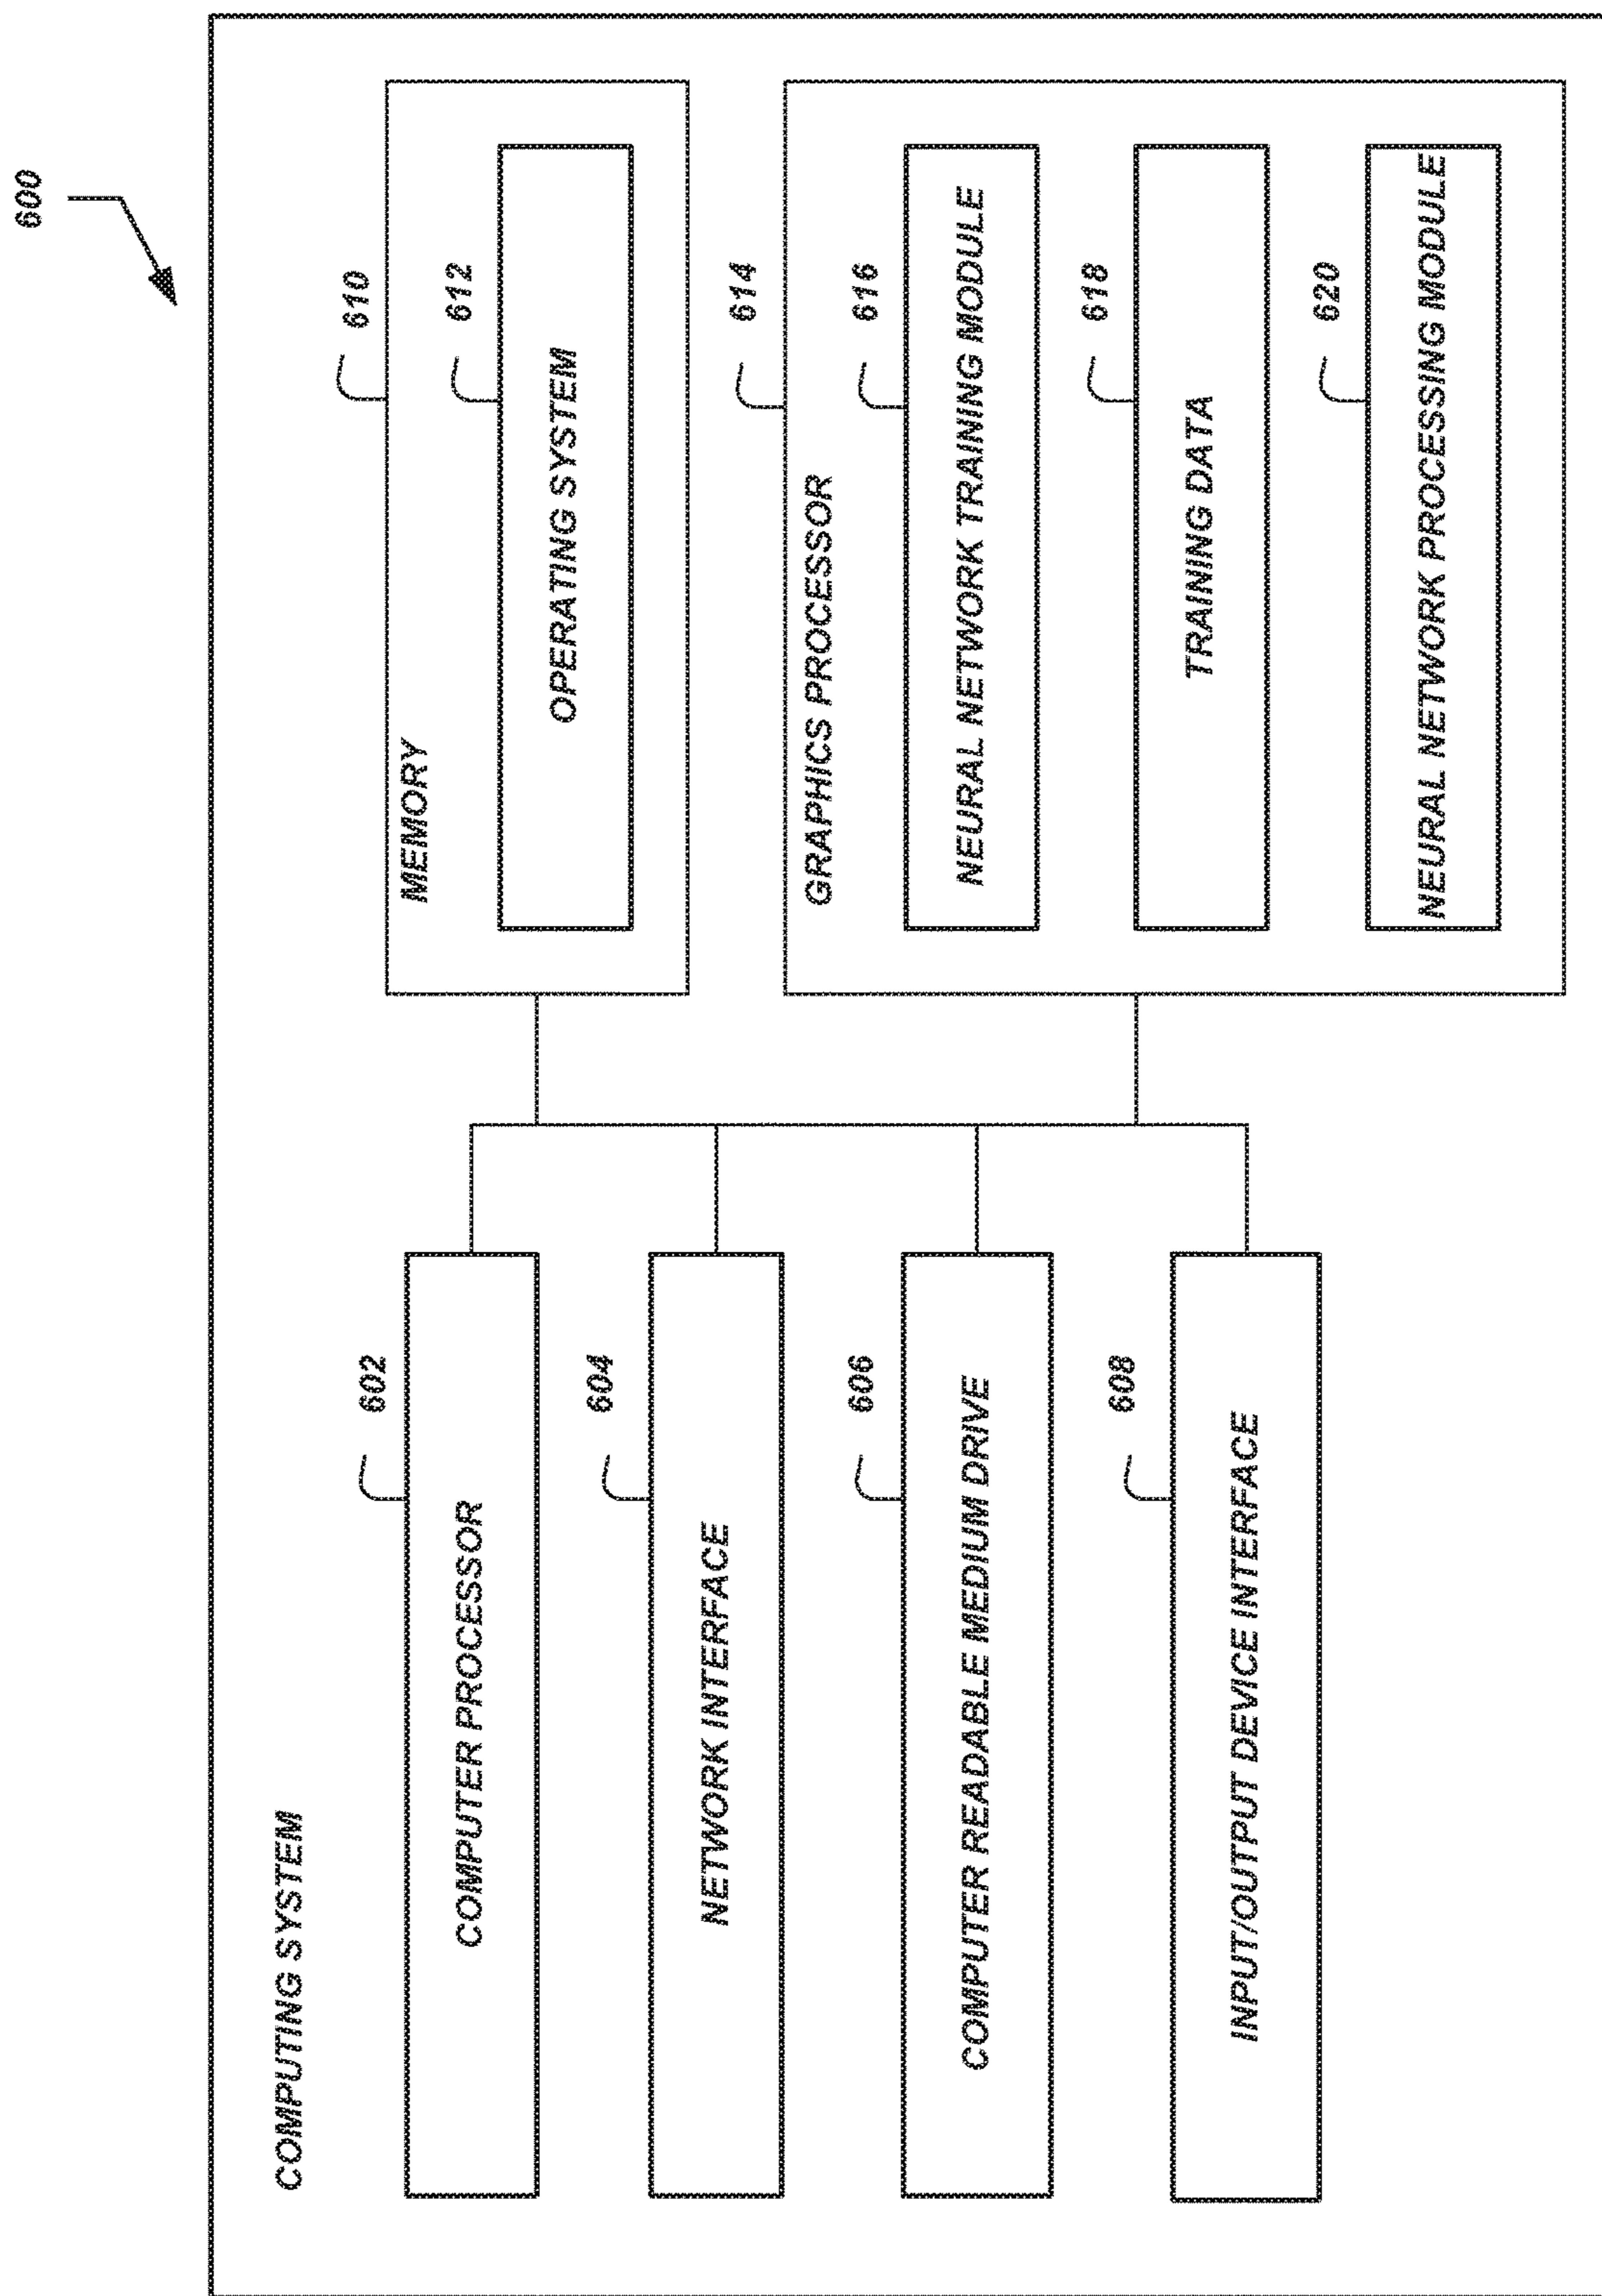 600
COMPUTING SYSTEM
602
COMPUTER PROCESSOR
604
NETWORK INTERFACE
606
COMPUTER READABLE MEDIUM DRIVE
608
INPUT/OUTPUT DEVICE INTERFACE
610
MEMORY
612
OPERATING SYSTEM
614
GRAPHICS PROCESSOR
616
NEURAL NETWORK TRAINING MODULE
618
TRAINING DATA
620
NEURAL NETWORK PROCESSING MODULE